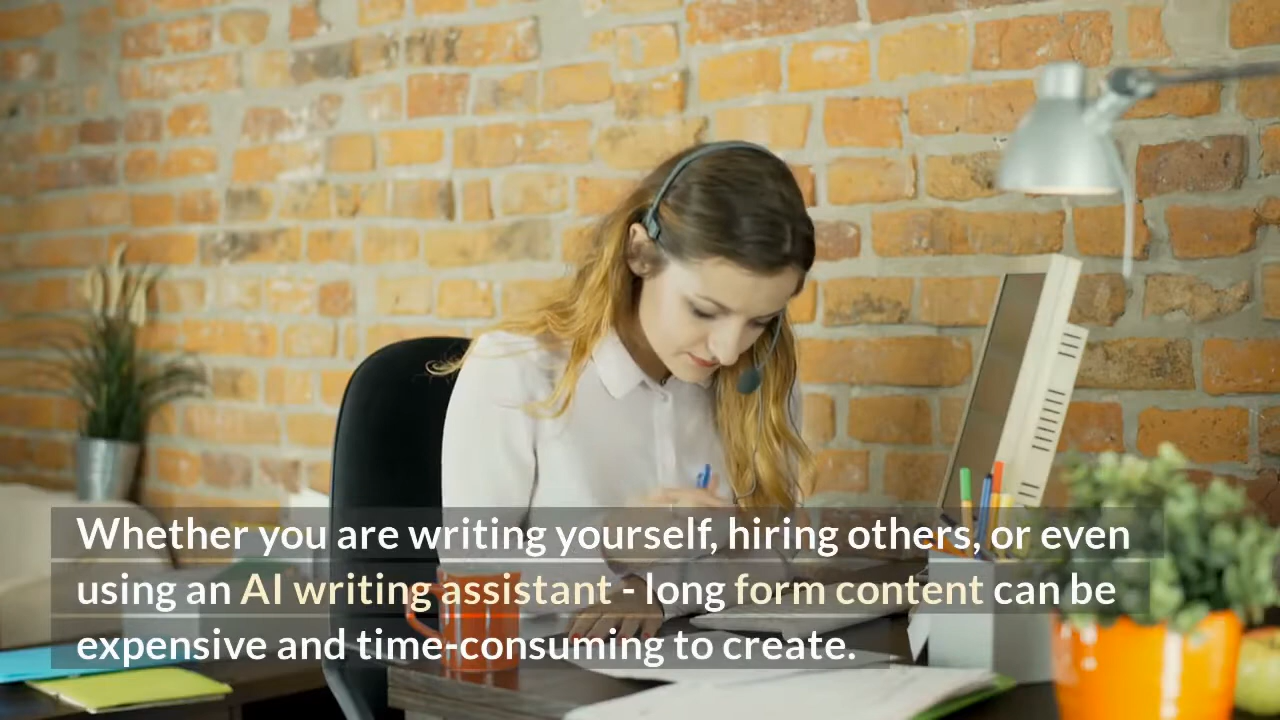 Whether you are writing yourself, hiring others, or even
using an AI writing assistant - long form content can be
expensive and time-consuming to create.